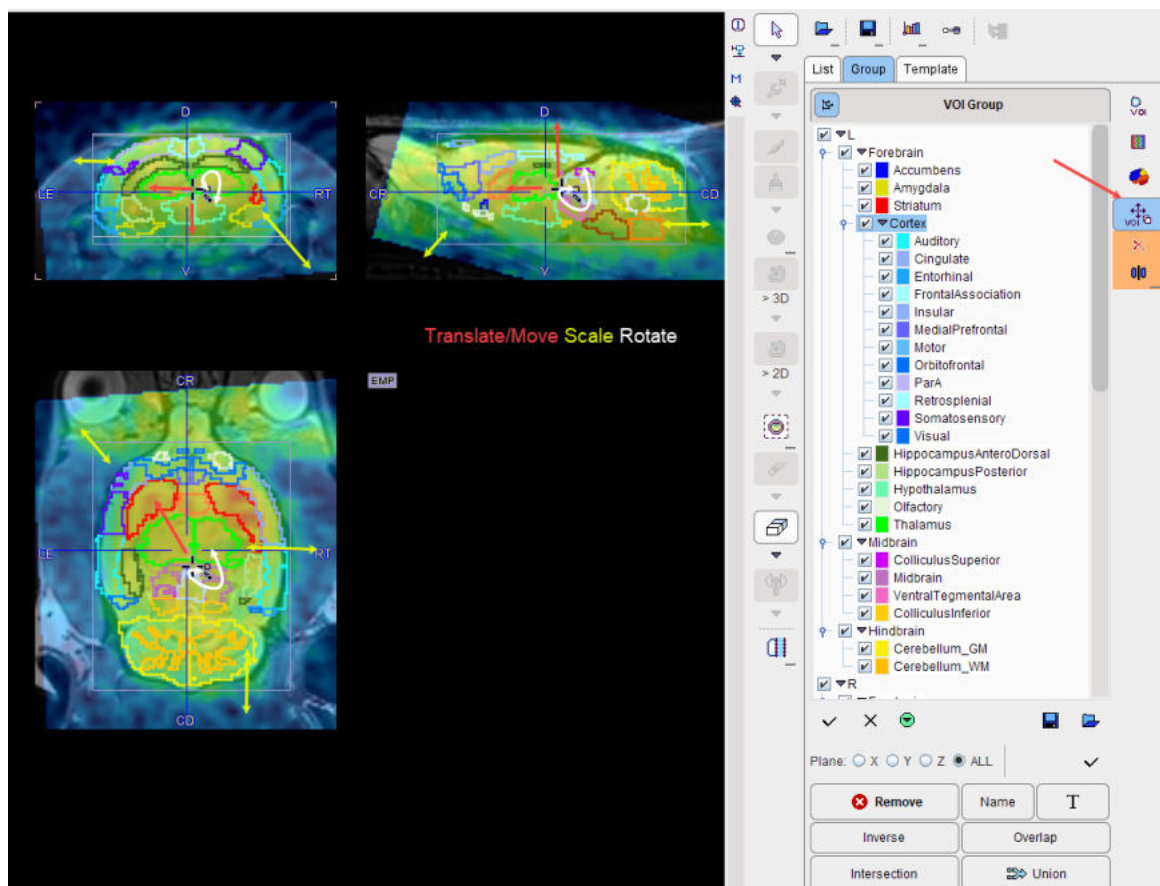 List Group Template
VOI Group
L
Forebrain
Accumbens
Amygdala
Striatum
Cortex
Auditory
Cingulate
Entorhinal
FrontalAssociation
Insular
MedialPrefrontal
Motor
Orbitofrontal
ParA
Retrosplenial
Somatosensory
Visual
HippocampusAnteroDorsal
HippocampusPosterior
Hypothalamus
Olfactory
Thalamus
Midbrain
ColliculusSuperior
Midbrain
VentralTegmentalArea
ColliculusInferior
Hindbrain
Cerebellum_GM
Cerebellum_WM
R
Plane: X Y Z ALL
Remove Name T
Inverse Overlap
Intersection Union
D
LE RT
V
D
CR CD
V
Translate/Move Scale Rotate
CR
LE RT
CD
EMP
M
> 3D
> 2D
VOI
VOI